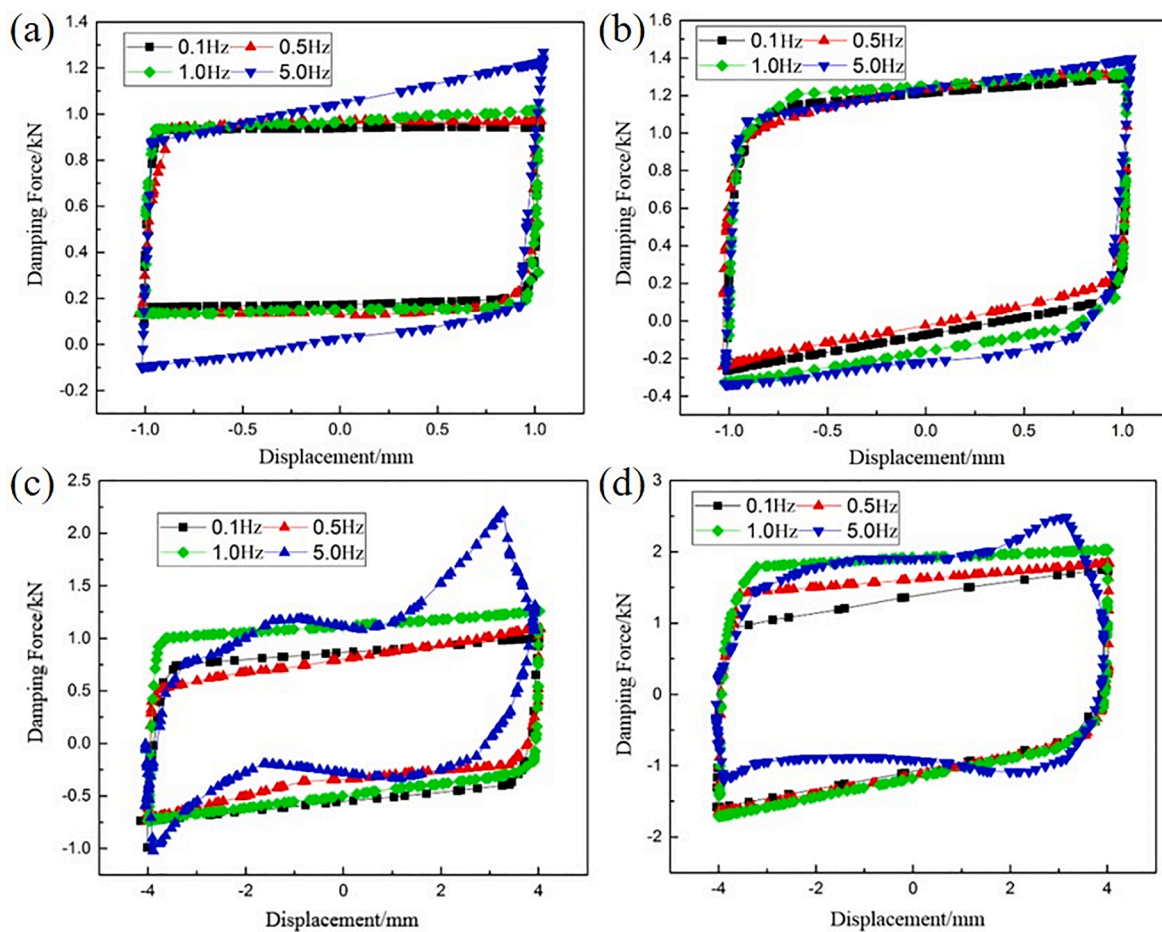 (a)
0.1Hz 0.5Hz
1.0Hz 5.0Hz
1.4
1.2
1.0
0.8
0.6
0.4
0.2
0.0
-0.2
Damping Force/kN
-1.0 -0.5 0.0 0.5 1.0
Displacement/mm
(b)
0.1Hz 0.5Hz
1.0Hz 5.0Hz
1.6
1.4
1.2
1.0
0.8
0.6
0.4
0.2
0.0
-0.2
-0.4
Damping Force/kN
-1.0 -0.5 0.0 0.5 1.0
Displacement/mm
(c)
0.1Hz 0.5Hz
1.0Hz 5.0Hz
2.5
2.0
1.5
1.0
0.5
0.0
-0.5
-1.0
Damping Force/kN
-4 -2 0 2 4
Displacement/mm
(d)
0.1Hz 0.5Hz
1.0Hz 5.0Hz
3
2
1
0
-1
-2
Damping Force/kN
-4 -2 0 2 4
Displacement/mm